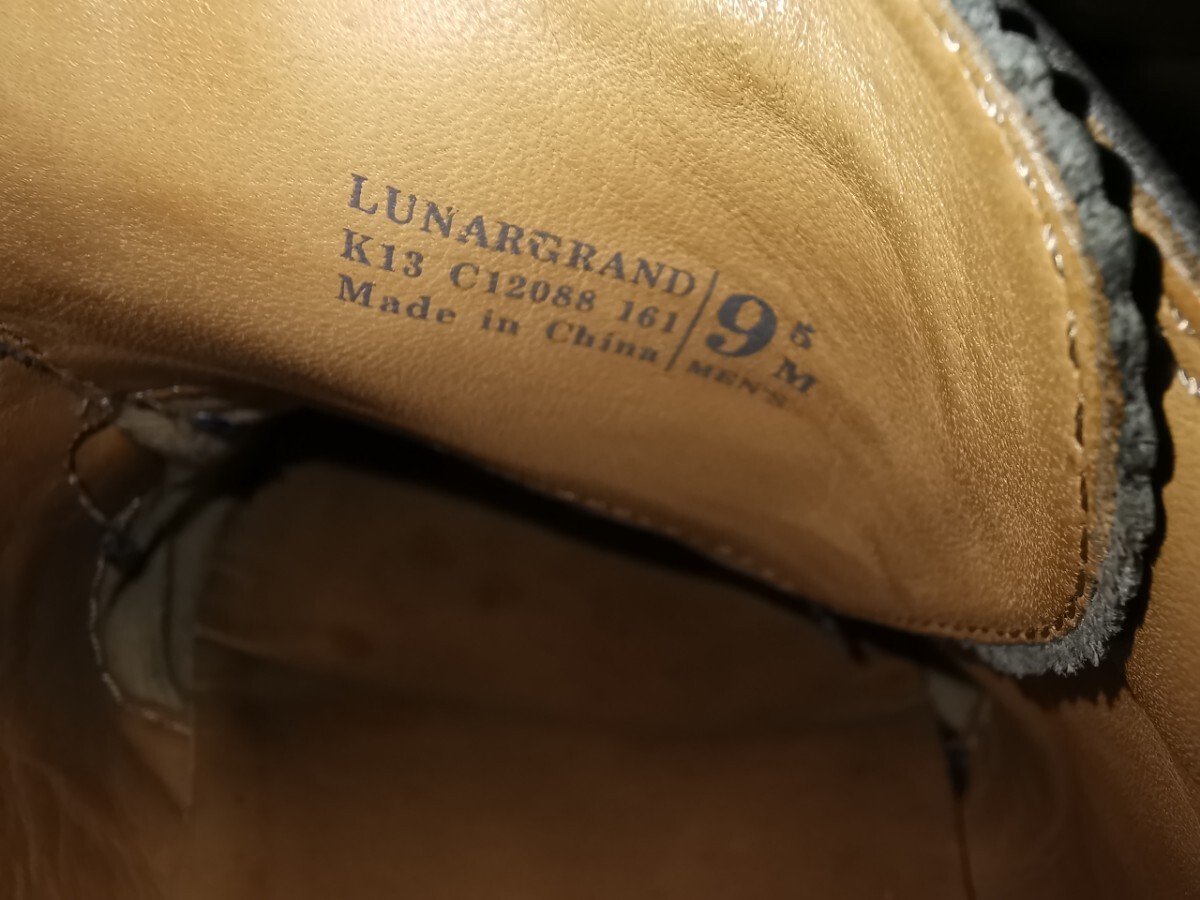 LUNARGRAND
K13 C12088 161
Made in China
9 5
M
MEN'S